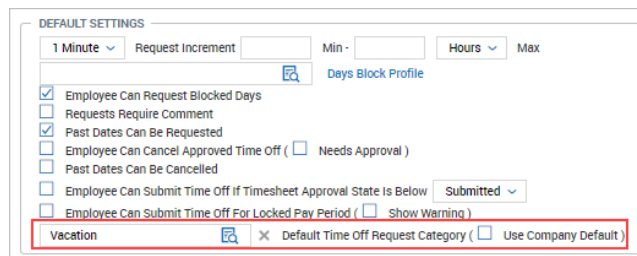 DEFAULT SETTINGS
1 Minute Request Increment Min - Hours Max
Days Block Profile
Employee Can Request Blocked Days
Requests Require Comment
Past Dates Can Be Requested
Employee Can Cancel Approved Time Off ( Needs Approval )
Past Dates Can Be Cancelled
Employee Can Submit Time Off If Timesheet Approval State Is Below Submitted
Employee Can Submit Time Off For Locked Pay Period ( Show Warning )
Vacation Default Time Off Request Category ( Use Company Default )